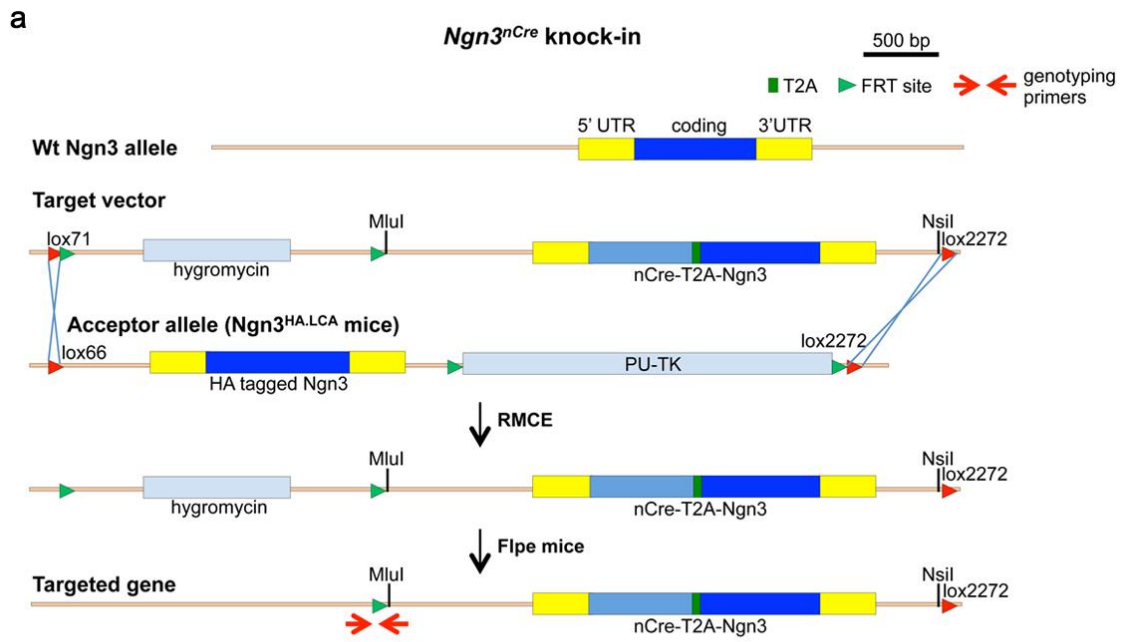 a
Ngn3nCre knock-in
500 bp
T2A
FRT site
genotyping
primers
5' UTR
coding
3'UTR
Wt Ngn3 allele
Target vector
lox71
MluI
NsiI
lox2272
hygromycin
nCre-T2A-Ngn3
Acceptor allele (Ngn3HA.LCA mice)
lox66
lox2272
HA tagged Ngn3
PU-TK
RMCE
MluI
NsiI
lox2272
hygromycin
nCre-T2A-Ngn3
Flpe mice
Targeted gene
MluI
NsiI
lox2272
nCre-T2A-Ngn3